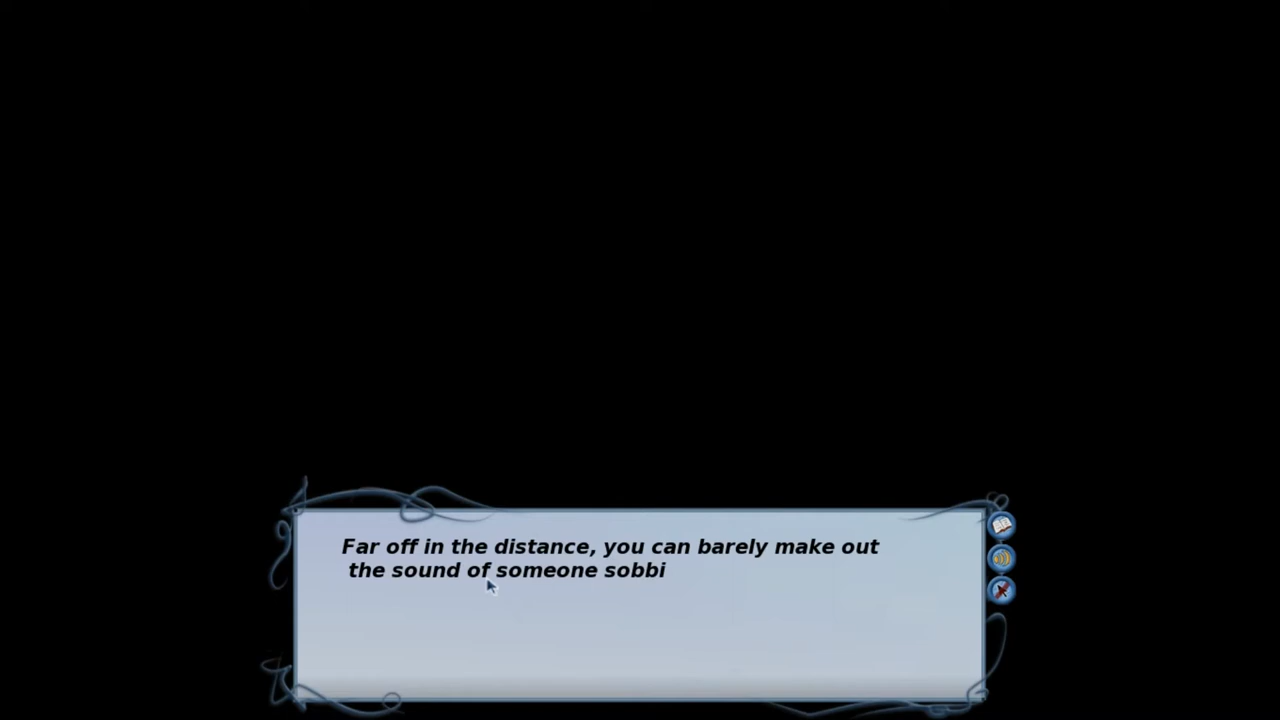 Far off in the distance, you can barely make out
the sound of someone sobbi